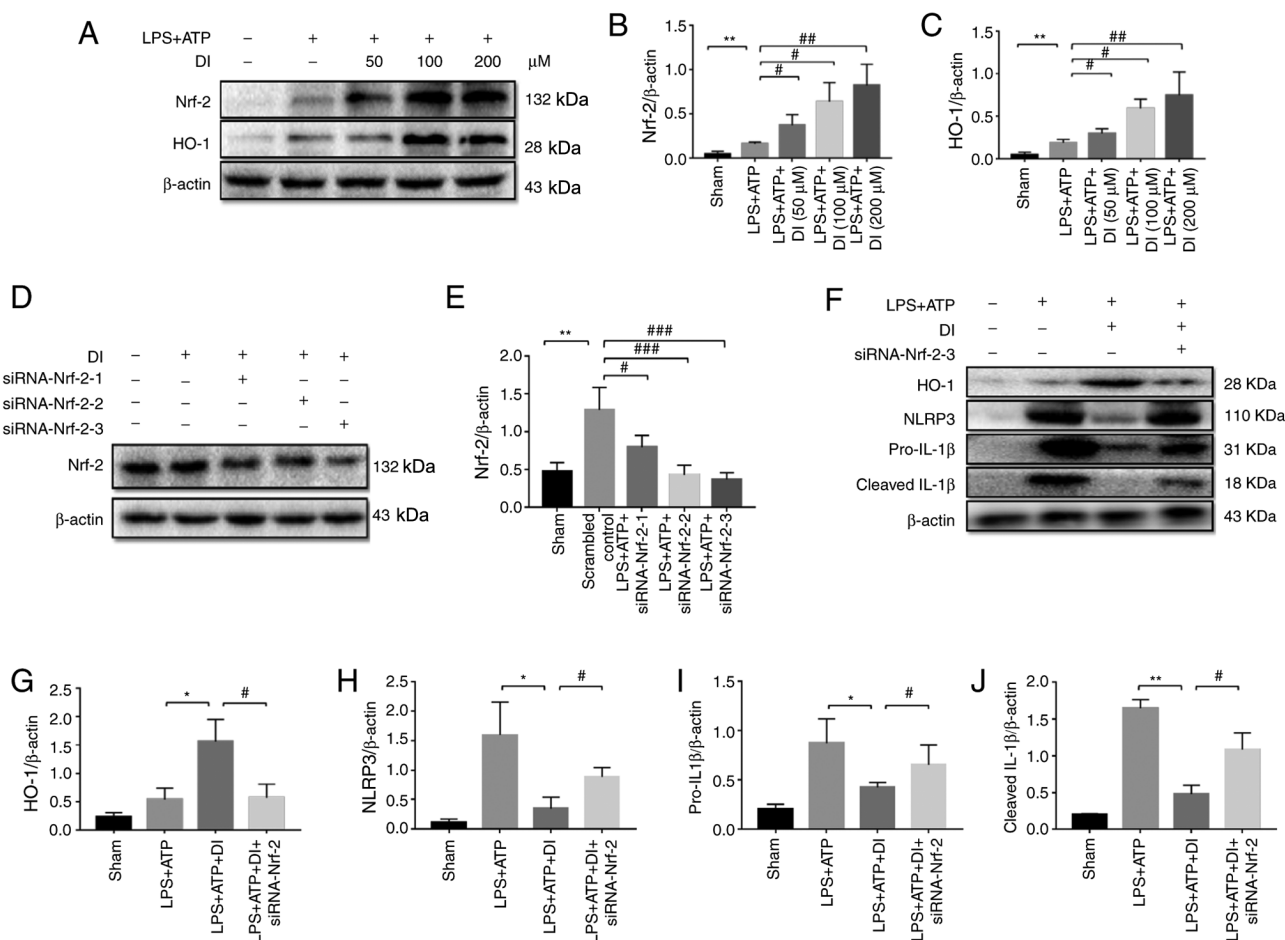 A
LPS+ATP – + + + +
DI – – 50 100 200 μM
Nrf-2 132 kDa
HO-1 28 kDa
β-actin 43 kDa
B
Nrf-2/β-actin
1.5
1.0
0.5
0.0
** # # ##
Sham
LPS+ATP
LPS+ATP+
DI (50 μM)
LPS+ATP+
DI (100 μM)
LPS+ATP+
DI (200 μM)
C
HO-1/β-actin
1.5
1.0
0.5
0.0
** # # ##
Sham
LPS+ATP
LPS+ATP+
DI (50 μM)
LPS+ATP+
DI (100 μM)
LPS+ATP+
DI (200 μM)
D
DI – + + + +
siRNA-Nrf-2-1 – – + – –
siRNA-Nrf-2-2 – – – + –
siRNA-Nrf-2-3 – – – – +
Nrf-2 132 kDa
β-actin 43 kDa
E
Nrf-2/β-actin
2.0
1.5
1.0
0.5
0.0
** # ### ###
Sham
Scrambled
control
LPS+ATP+
siRNA-Nrf-2-1
LPS+ATP+
siRNA-Nrf-2-2
LPS+ATP+
siRNA-Nrf-2-3
F
LPS+ATP – + + +
DI – – + +
siRNA-Nrf-2-3 – – – +
HO-1 28 KDa
NLRP3 110 KDa
Pro-IL-1β 31 KDa
Cleaved IL-1β 18 KDa
β-actin 43 KDa
G
HO-1/β-actin
2.5
2.0
1.5
1.0
0.5
0.0
* #
Sham
LPS+ATP
LPS+ATP+DI
LPS+ATP+DI+
siRNA-Nrf-2
H
NLRP3/β-actin
2.5
2.0
1.5
1.0
0.5
0.0
* #
Sham
LPS+ATP
LPS+ATP+DI
LPS+ATP+DI+
siRNA-Nrf-2
I
Pro-IL1β/β-actin
1.5
1.0
0.5
0.0
* #
Sham
LPS+ATP
LPS+ATP+DI
LPS+ATP+DI+
siRNA-Nrf-2
J
Cleaved IL-1β/β-actin
2.0
1.5
1.0
0.5
0.0
** #
Sham
LPS+ATP
LPS+ATP+DI
LPS+ATP+DI+
siRNA-Nrf-2